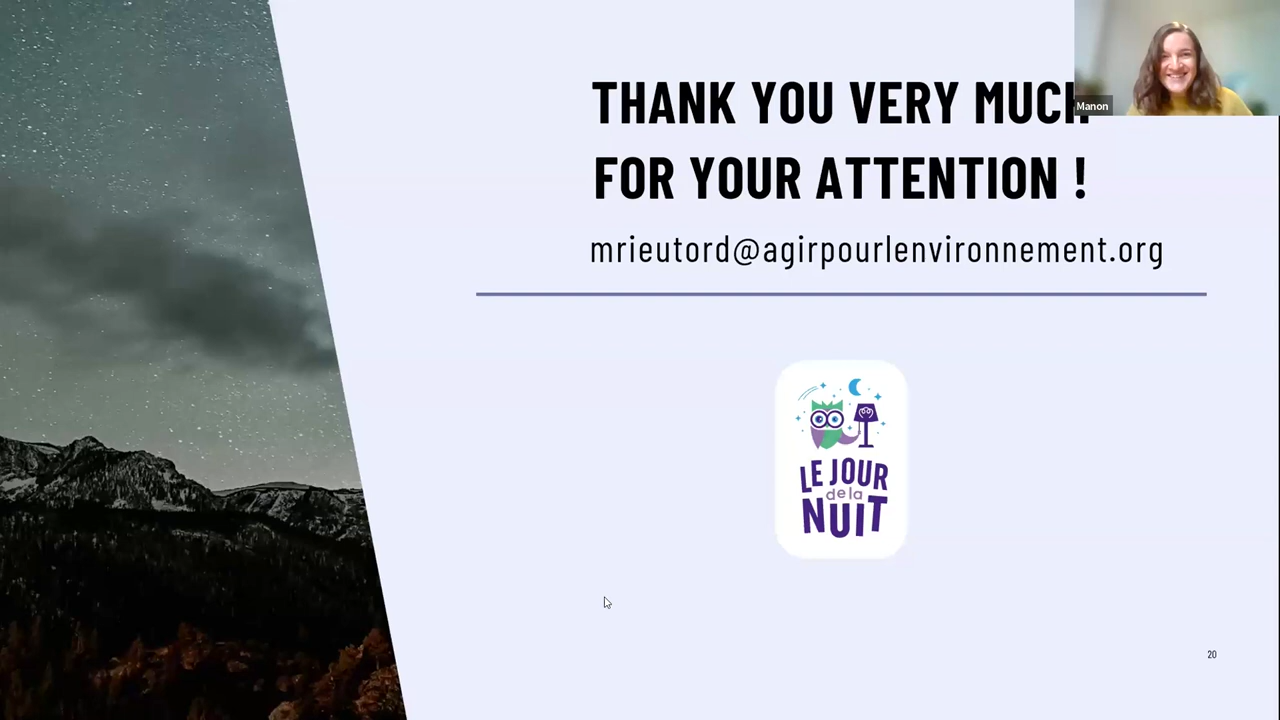 THANK YOU VERY MUCH
Manon
FOR YOUR ATTENTION !
mrieutord@agirpourlenvironnement.org
LE JOUR
de la
NUIT
20